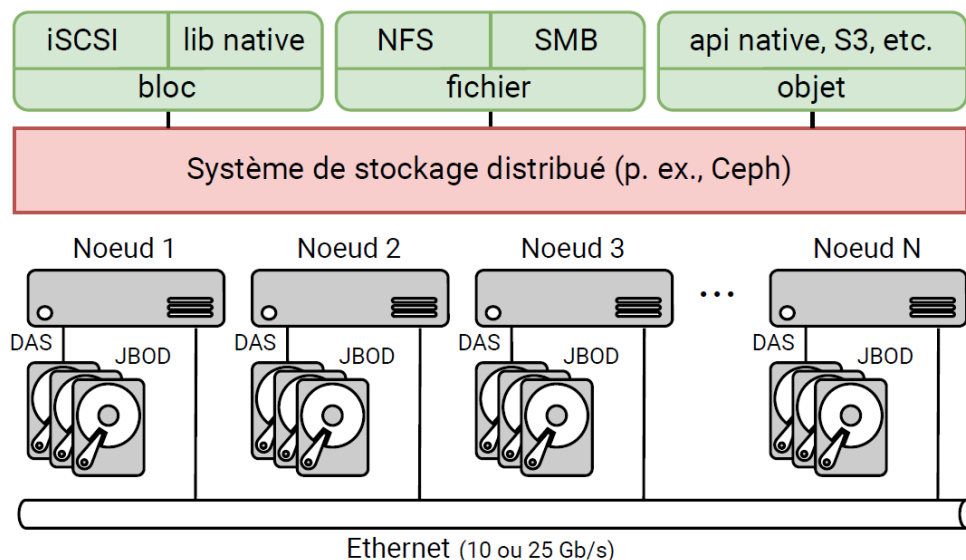 iSCSI lib native NFS SMB api native, S3, etc.
bloc fichier objet
Système de stockage distribué (p. ex., Ceph)
Noeud 1 Noeud 2 Noeud 3 Noeud N
...
DAS JBOD DAS JBOD DAS JBOD DAS JBOD
Ethernet (10 ou 25 Gb/s)